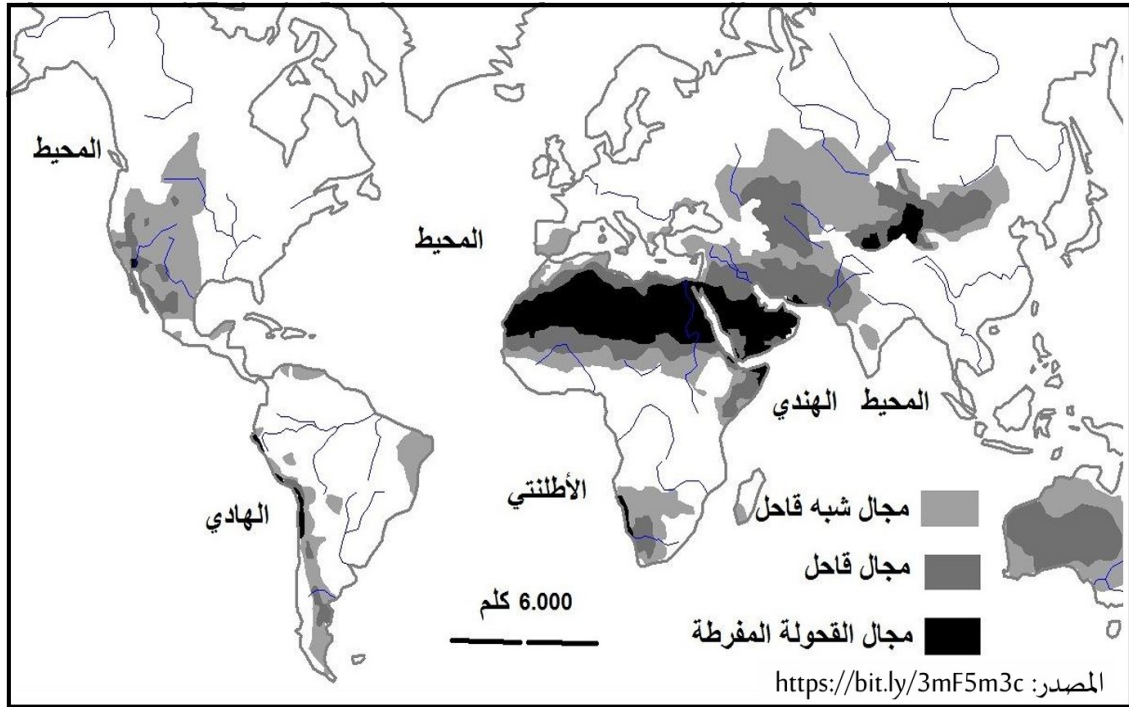 المحيط
المحيط
المحيط الهندي
الأطلنتي
الهادي
مجال شبه قاحل
مجال قاحل
6.000 كلم
مجال القحولة المفرطة
المصدر: https://bit.ly/3mF5m3c